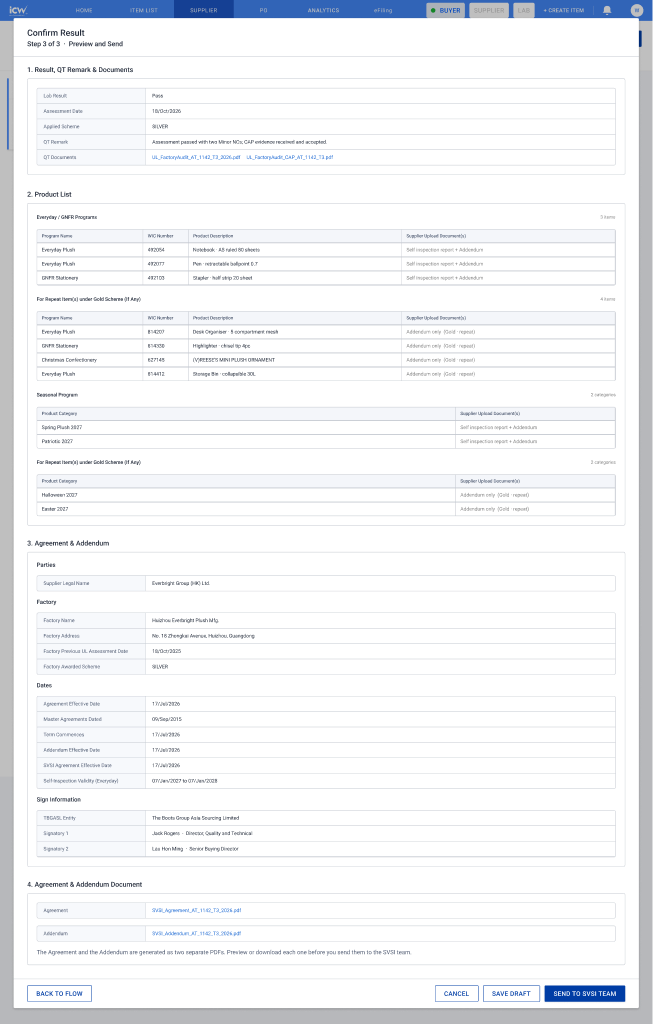 icw HOME ITEM LIST SUPPLIER PO ANALYTICS eFiling BUYER SUPPLIER LAB + CREATE ITEM M
Confirm Result
Step 3 of 3 · Preview and Send
1. Result, QT Remark & Documents
Lab Result Pass
Assessment Date 18/Oct/2026
Applied Scheme SILVER
QT Remark Assessment passed with two Minor NCs, CAP evidence received and accepted.
QT Documents UL_FactoryAudit_AT_1142_T3_2026.pdf UL_FactoryAudit_CAP_AT_1142_T3.pdf
2. Product List
Everyday / GNFR Programs 3 items
Program Name WIC Number Product Description Supplier Upload Document(s)
Everyday Plush 492054 Notebook · A5 ruled 80 sheets Self inspection report + Addendum
Everyday Plush 492077 Pen · retractable ballpoint 0.7 Self inspection report + Addendum
GNFR Stationery 492103 Stapler · half strip 20 sheet Self inspection report + Addendum
For Repeat Item(s) under Gold Scheme (If Any) 4 items
Program Name WIC Number Product Description Supplier Upload Document(s)
Everyday Plush 814207 Desk Organiser · 5 compartment mesh Addendum only (Gold · repeat)
GNFR Stationery 814330 Highlighter · chisel tip 4pc Addendum only (Gold · repeat)
Christmas Confectionery 627145 (V)REESE'S MINI PLUSH ORNAMENT Addendum only (Gold · repeat)
Everyday Plush 814412 Storage Bin · collapsible 30L Addendum only (Gold · repeat)
Seasonal Program 2 categories
Product Category Supplier Upload Document(s)
Spring Plush 2027 Self inspection report + Addendum
Patriotic 2027 Self inspection report + Addendum
For Repeat Item(s) under Gold Scheme (If Any) 2 categories
Product Category Supplier Upload Document(s)
Halloween 2027 Addendum only (Gold · repeat)
Easter 2027 Addendum only (Gold · repeat)
3. Agreement & Addendum
Parties
Supplier Legal Name Everbright Group (HK) Ltd.
Factory
Factory Name Huizhou Everbright Plush Mfg.
Factory Address No. 18 Zhongkai Avenue, Huizhou, Guangdong
Factory Previous UL Assessment Date 18/Oct/2025
Factory Awarded Scheme SILVER
Dates
Agreement Effective Date 17/Jul/2026
Master Agreements Dated 09/Sep/2015
Term Commences 17/Jul/2026
Addendum Effective Date 17/Jul/2026
SVSI Agreement Effective Date 17/Jul/2026
Self-Inspection Validity (Everyday) 07/Jan/2027 to 07/Jan/2028
Sign Information
TBGASL Entity The Boots Group Asia Sourcing Limited
Signatory 1 Jack Rogers · Director, Quality and Technical
Signatory 2 Lau Hon Ming · Senior Buying Director
4. Agreement & Addendum Document
Agreement SVSI_Agreement_AT_1142_T3_2026.pdf
Addendum SVSI_Addendum_AT_1142_T3_2026.pdf
The Agreement and the Addendum are generated as two separate PDFs. Preview or download each one before you send them to the SVSI team.
BACK TO FLOW CANCEL SAVE DRAFT SEND TO SVSI TEAM